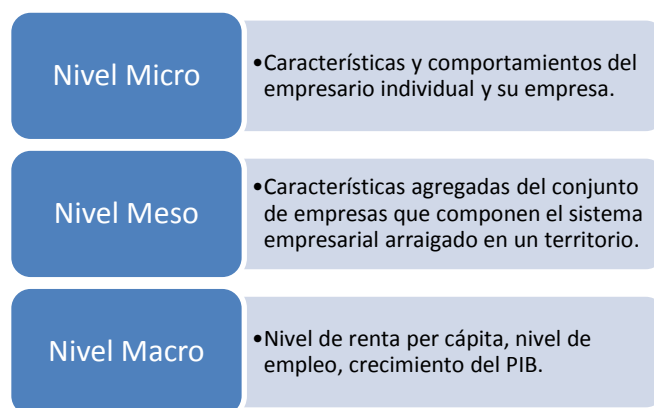 Nivel Micro
•Características y comportamientos del
empresario individual y su empresa.
Nivel Meso
•Características agregadas del conjunto
de empresas que componen el sistema
empresarial arraigado en un territorio.
Nivel Macro
•Nivel de renta per cápita, nivel de
empleo, crecimiento del PIB.